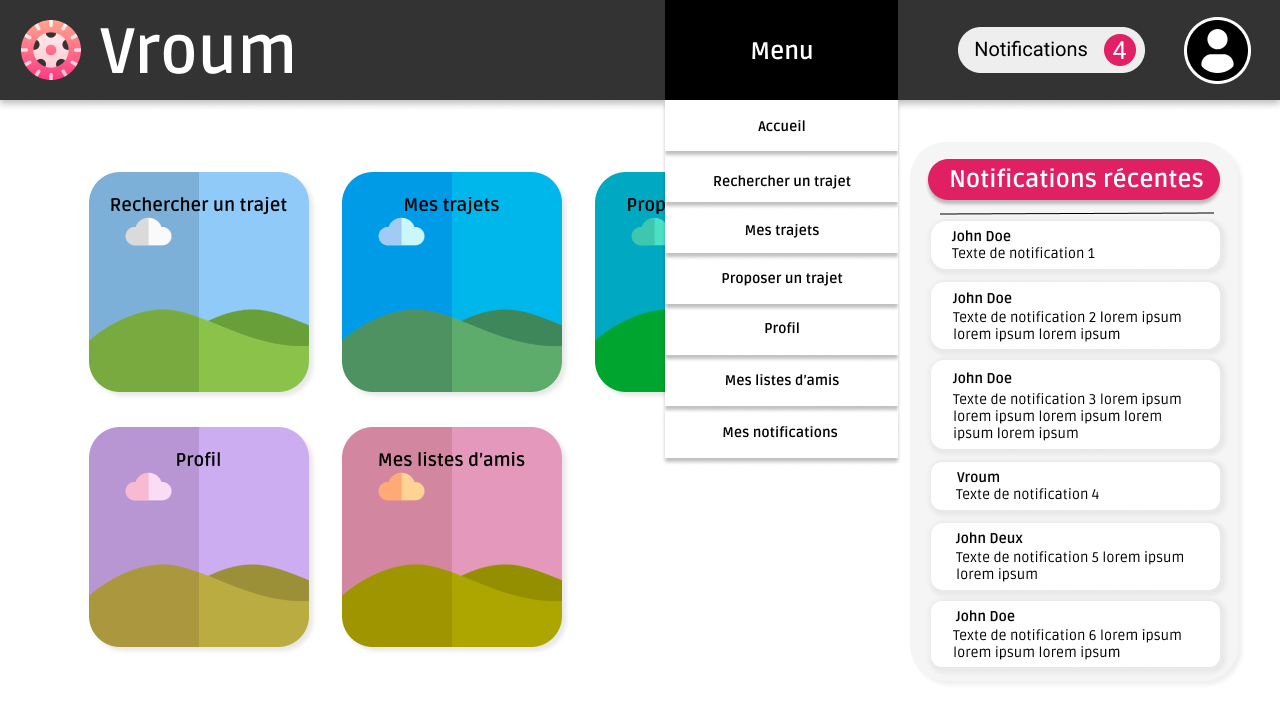 Vroum
Menu
Notifications 4
Accueil
Rechercher un trajet
Mes trajets
Proposer un trajet
Profil
Mes listes d'amis
Mes notifications
Rechercher un trajet
Mes trajets
Prop
Profil
Mes listes d'amis
Notifications récentes
John Doe
Texte de notification 1
John Doe
Texte de notification 2 lorem ipsum
lorem ipsum lorem ipsum
John Doe
Texte de notification 3 lorem ipsum
lorem ipsum lorem ipsum lorem
ipsum lorem ipsum
Vroum
Texte de notification 4
John Deux
Texte de notification 5 lorem ipsum
lorem ipsum
John Doe
Texte de notification 6 lorem ipsum
lorem ipsum lorem ipsum